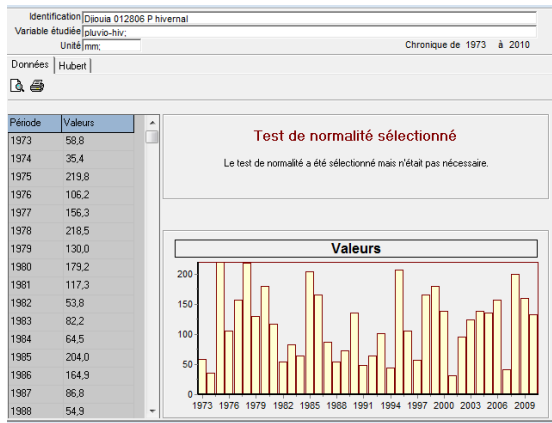 Identification Djiouia 012806 P hivernal
Variable étudiée pluvio-hiv;
Unité mm; Chronique de 1973 à 2010
Données Hubert
Période Valeurs
1973 58,8
1974 35,4
1975 219,8
1976 106,2
1977 156,3
1978 218,5
1979 130,0
1980 179,2
1981 117,3
1982 53,8
1983 82,2
1984 64,5
1985 204,0
1986 164,9
1987 86,8
1988 54,9
Test de normalité sélectionné
Le test de normalité a été sélectionné mais n'était pas nécessaire.
Valeurs
200
150
100
50
0
1973 1976 1979 1982 1985 1988 1991 1994 1997 2000 2003 2006 2009